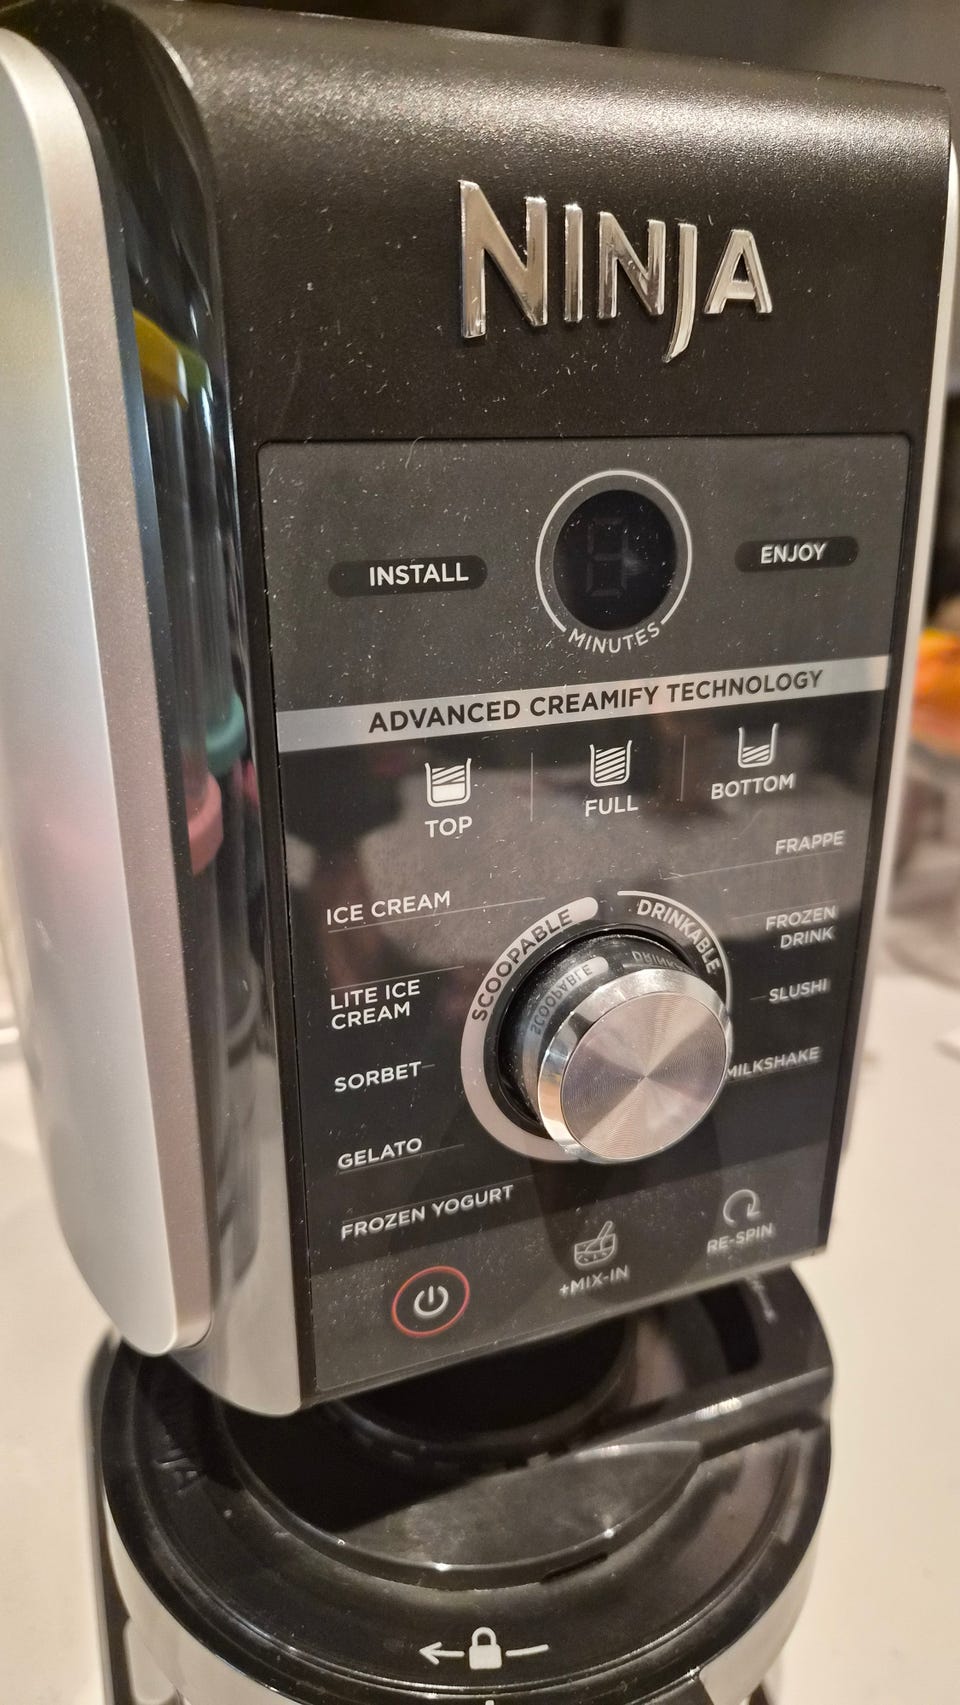 NINJA
INSTALL
MINUTES
ENJOY
ADVANCED CREAMIFY TECHNOLOGY
TOP
FULL
BOTTOM
SCOOPABLE
DRINKABLE
ICE CREAM
LITE ICE
CREAM
SORBET
GELATO
FROZEN YOGURT
FRAPPE
FROZEN
DRINK
SLUSHI
MILKSHAKE
+MIX-IN
RE-SPIN
NINJA